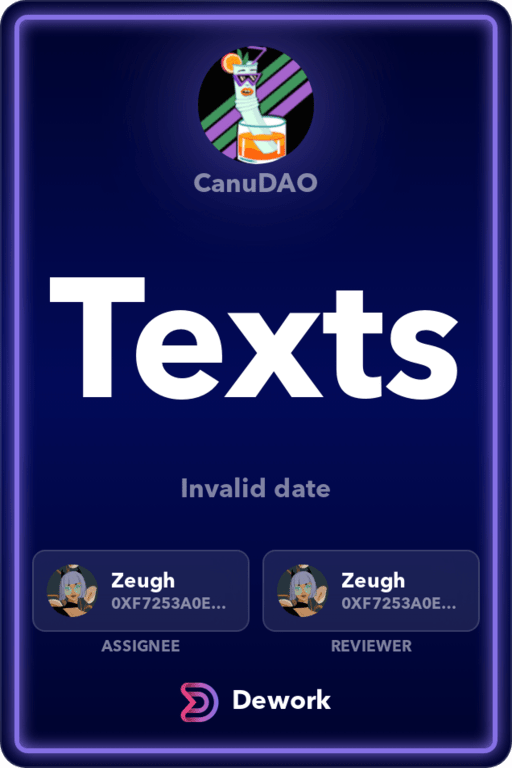 CanuDAO
Texts
Invalid date
Zeugh
0XF7253A0E...
ASSIGNEE
Zeugh
0XF7253A0E...
REVIEWER
Dework